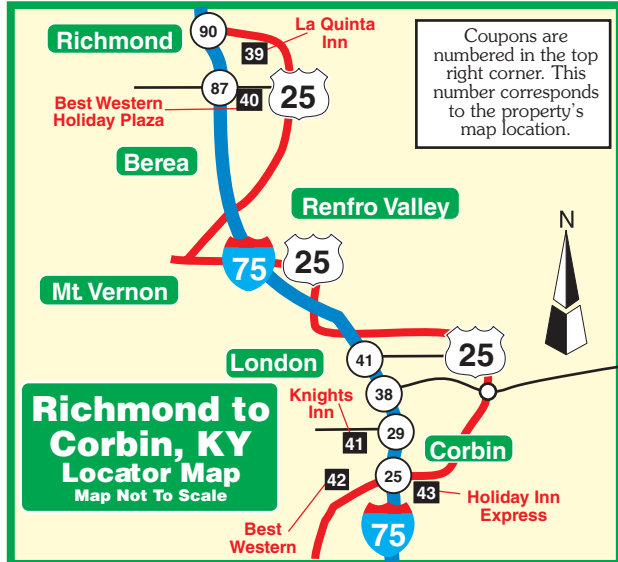 Richmond
90
La Quinta
Inn
39
Coupons are
numbered in the top
right corner. This
number corresponds
to the property's
map location.
87
40
25
Best Western
Holiday Plaza
Berea
Renfro Valley
N
75
25
Mt. Vernon
London
41
25
38
Knights
Inn
41
29
Richmond to
Corbin, KY
Locator Map
Map Not To Scale
Corbin
42
25
43
Holiday Inn
Express
Best
Western
75